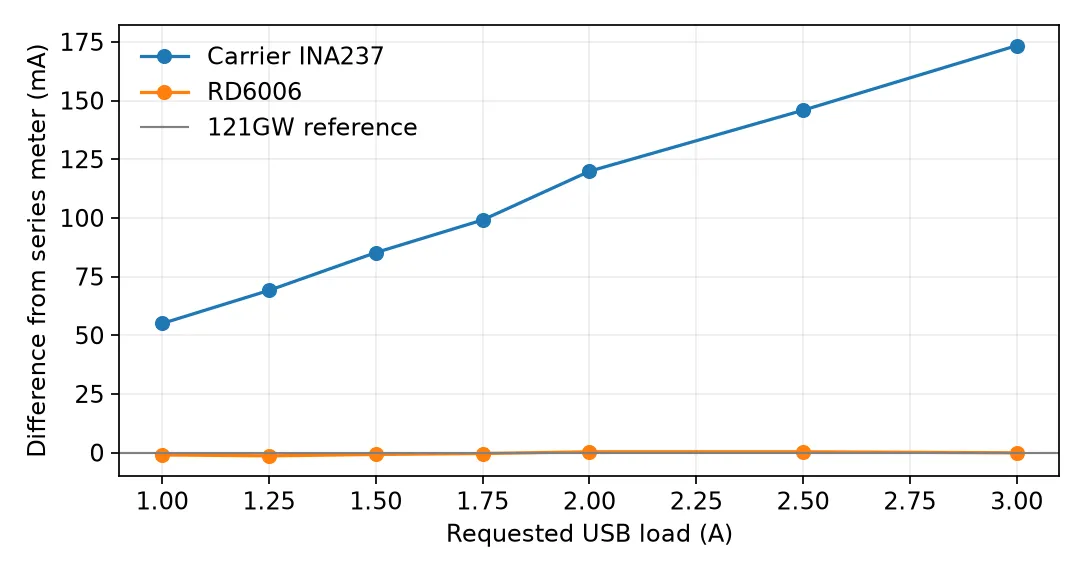 Difference from series meter (mA)
175
150
125
100
75
50
25
0
Carrier INA237
RD6006
121GW reference
1.00 1.25 1.50 1.75 2.00 2.25 2.50 2.75 3.00
Requested USB load (A)